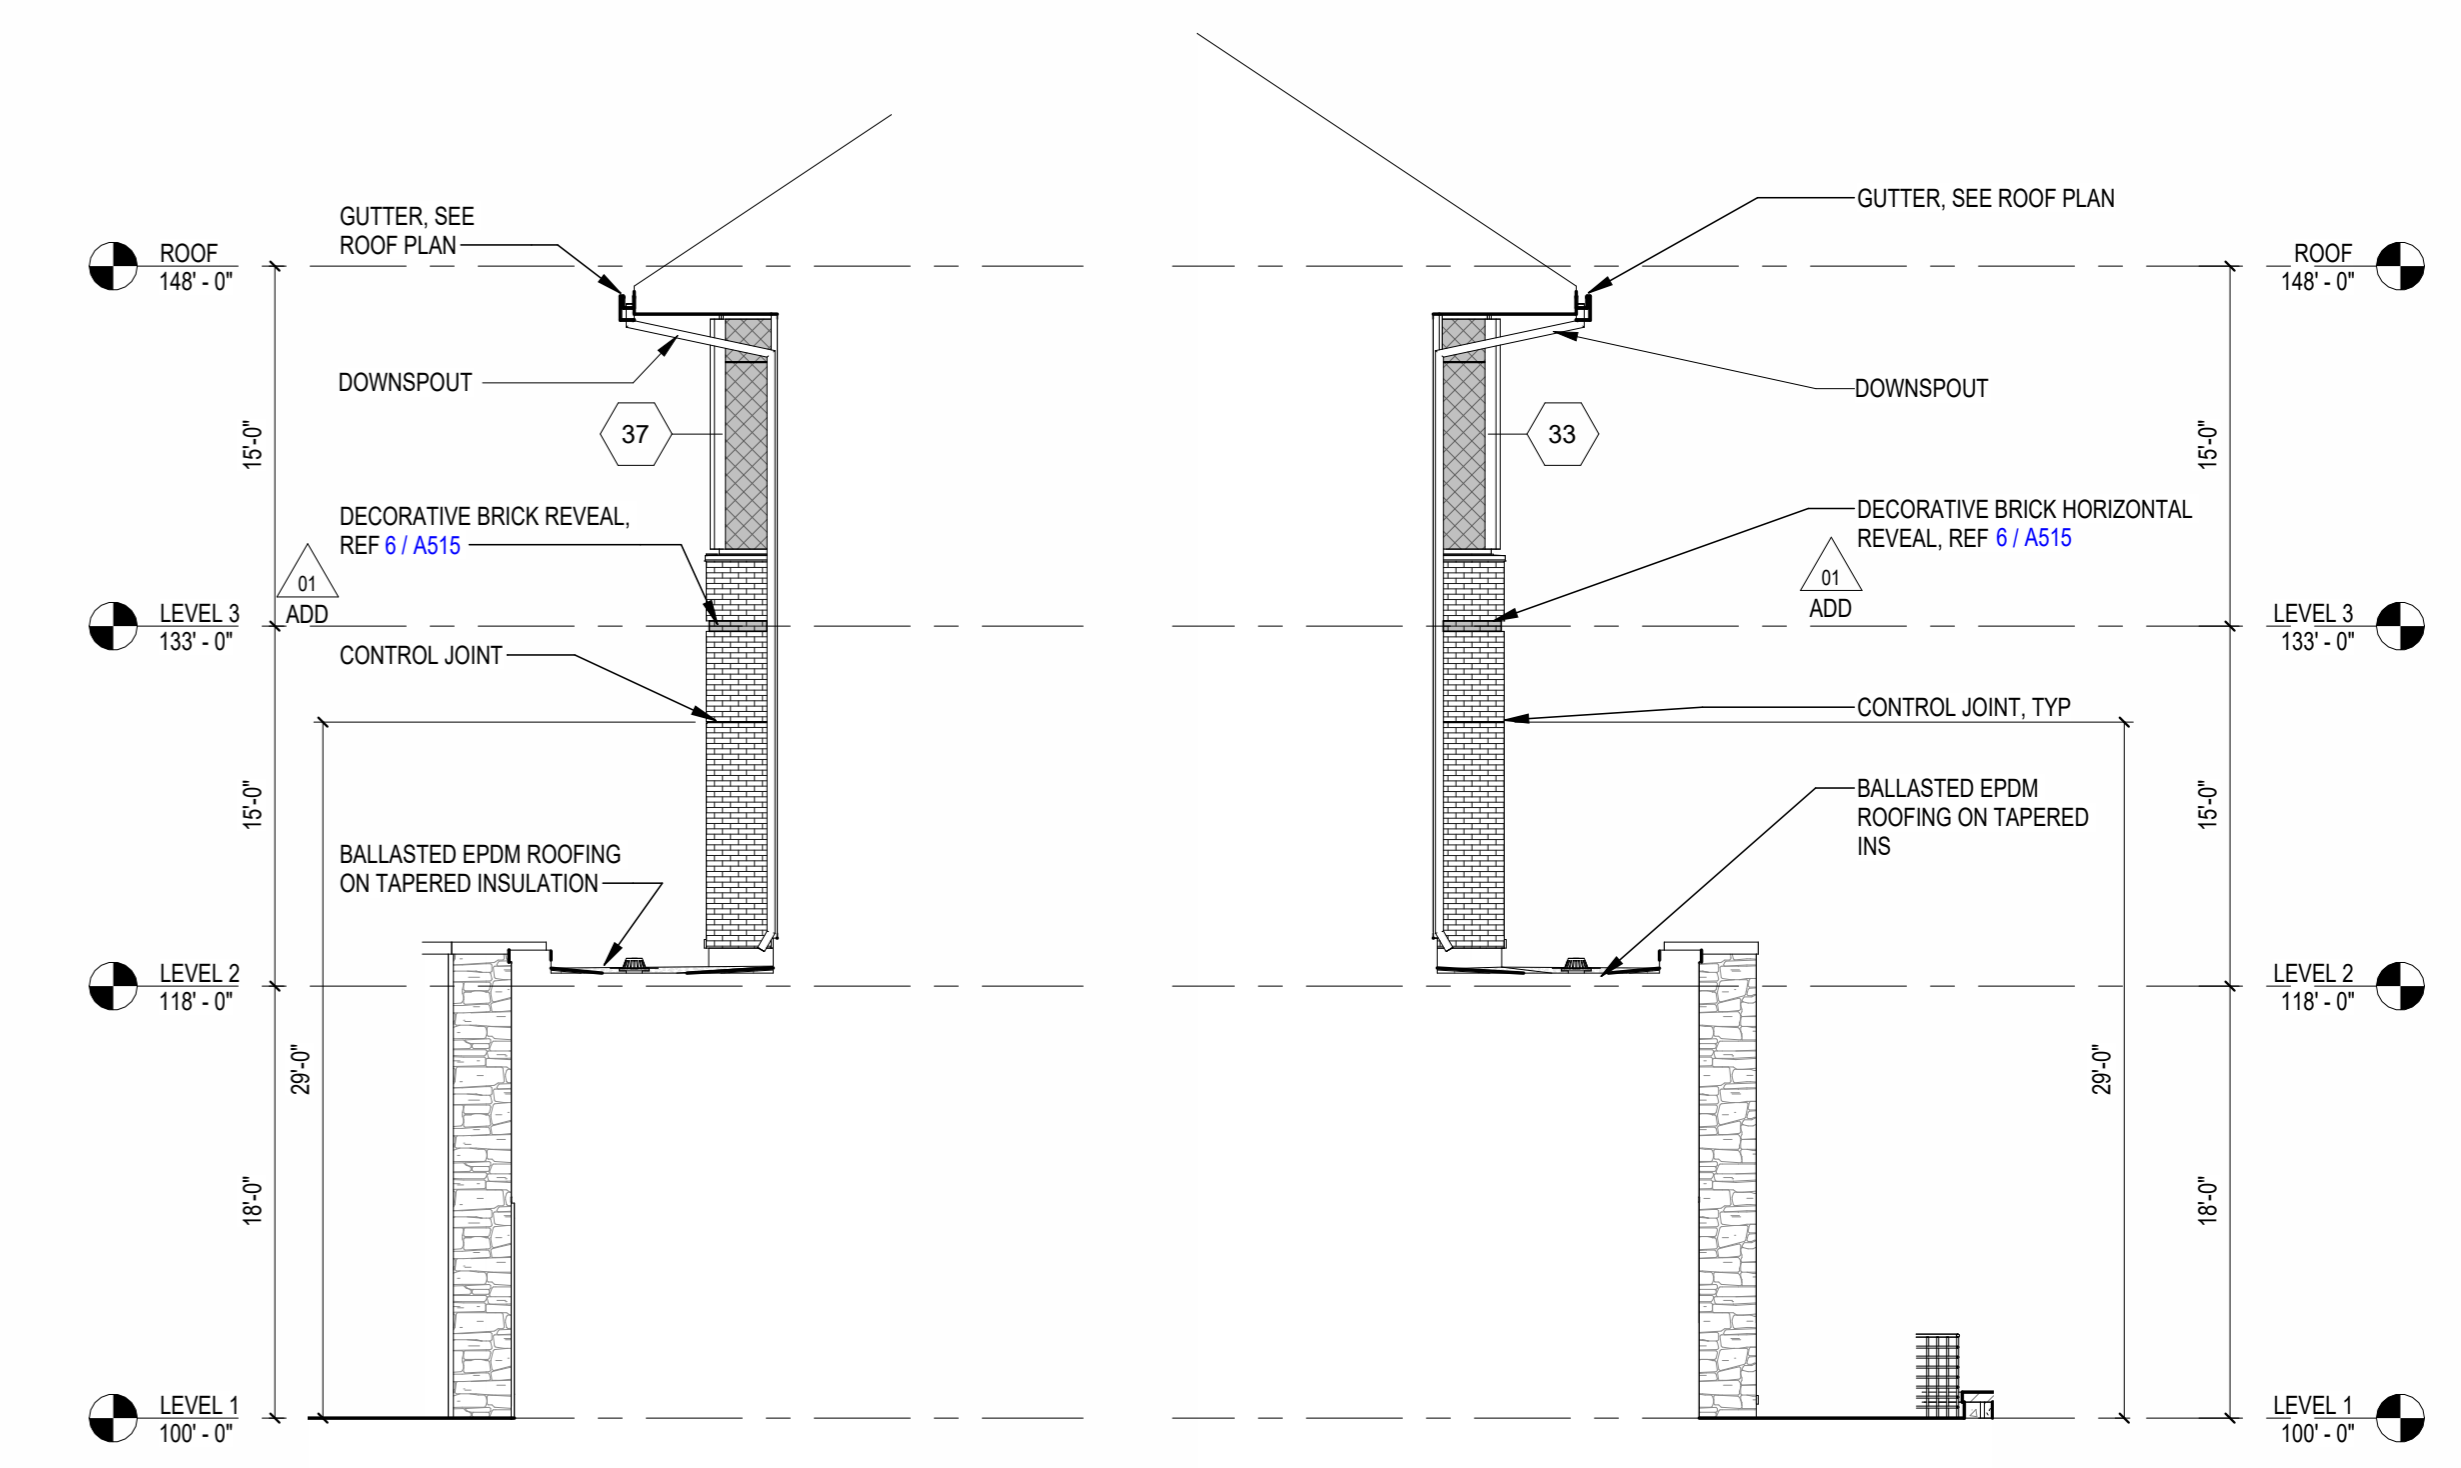 GUTTER, SEE
ROOF PLAN
ROOF
148' - 0"
DOWNSPOUT
37
15'-0"
DECORATIVE BRICK REVEAL,
REF 6 / A515
01
ADD
LEVEL 3
133' - 0"
CONTROL JOINT
15'-0"
BALLASTED EPDM ROOFING
ON TAPERED INSULATION
LEVEL 2
118' - 0"
29'-0"
18'-0"
LEVEL 1
100' - 0"
GUTTER, SEE ROOF PLAN
ROOF
148' - 0"
DOWNSPOUT
33
15'-0"
DECORATIVE BRICK HORIZONTAL
REVEAL, REF 6 / A515
01
ADD
LEVEL 3
133' - 0"
CONTROL JOINT, TYP
15'-0"
BALLASTED EPDM
ROOFING ON TAPERED
INS
LEVEL 2
118' - 0"
29'-0"
18'-0"
LEVEL 1
100' - 0"